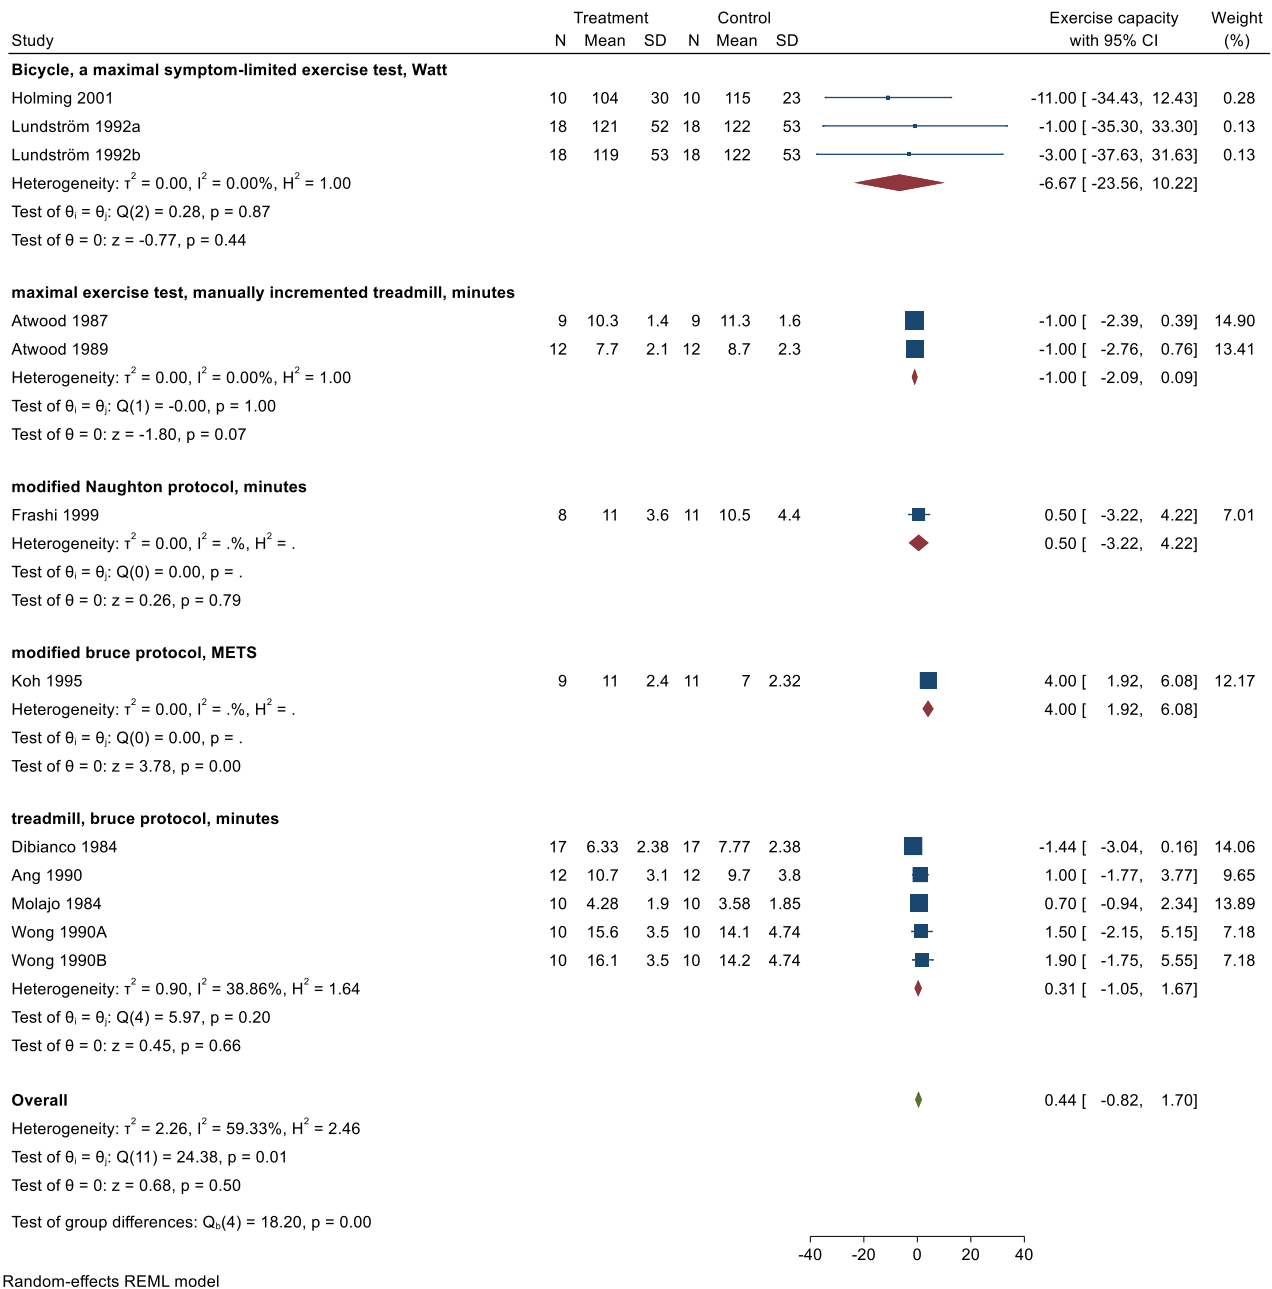 Treatment Control Exercise capacity Weight
Study N Mean SD N Mean SD with 95% CI (%)
Bicycle, a maximal symptom-limited exercise test, Watt
Holming 2001 10 104 30 10 115 23 -11.00 [ -34.43, 12.43] 0.28
Lundström 1992a 18 121 52 18 122 53 -1.00 [ -35.30, 33.30] 0.13
Lundström 1992b 18 119 53 18 122 53 -3.00 [ -37.63, 31.63] 0.13
Heterogeneity: τ² = 0.00, I² = 0.00%, H² = 1.00 -6.67 [ -23.56, 10.22]
Test of θᵢ = θⱼ: Q(2) = 0.28, p = 0.87
Test of θ = 0: z = -0.77, p = 0.44
maximal exercise test, manually incremented treadmill, minutes
Atwood 1987 9 10.3 1.4 9 11.3 1.6 -1.00 [ -2.39, 0.39] 14.90
Atwood 1989 12 7.7 2.1 12 8.7 2.3 -1.00 [ -2.76, 0.76] 13.41
Heterogeneity: τ² = 0.00, I² = 0.00%, H² = 1.00 -1.00 [ -2.09, 0.09]
Test of θᵢ = θⱼ: Q(1) = -0.00, p = 1.00
Test of θ = 0: z = -1.80, p = 0.07
modified Naughton protocol, minutes
Frashi 1999 8 11 3.6 11 10.5 4.4 0.50 [ -3.22, 4.22] 7.01
Heterogeneity: τ² = 0.00, I² = .%, H² = . 0.50 [ -3.22, 4.22]
Test of θᵢ = θⱼ: Q(0) = 0.00, p = .
Test of θ = 0: z = 0.26, p = 0.79
modified bruce protocol, METS
Koh 1995 9 11 2.4 11 7 2.32 4.00 [ 1.92, 6.08] 12.17
Heterogeneity: τ² = 0.00, I² = .%, H² = . 4.00 [ 1.92, 6.08]
Test of θᵢ = θⱼ: Q(0) = 0.00, p = .
Test of θ = 0: z = 3.78, p = 0.00
treadmill, bruce protocol, minutes
Dibianco 1984 17 6.33 2.38 17 7.77 2.38 -1.44 [ -3.04, 0.16] 14.06
Ang 1990 12 10.7 3.1 12 9.7 3.8 1.00 [ -1.77, 3.77] 9.65
Molajo 1984 10 4.28 1.9 10 3.58 1.85 0.70 [ -0.94, 2.34] 13.89
Wong 1990A 10 15.6 3.5 10 14.1 4.74 1.50 [ -2.15, 5.15] 7.18
Wong 1990B 10 16.1 3.5 10 14.2 4.74 1.90 [ -1.75, 5.55] 7.18
Heterogeneity: τ² = 0.90, I² = 38.86%, H² = 1.64 0.31 [ -1.05, 1.67]
Test of θᵢ = θⱼ: Q(4) = 5.97, p = 0.20
Test of θ = 0: z = 0.45, p = 0.66
Overall 0.44 [ -0.82, 1.70]
Heterogeneity: τ² = 2.26, I² = 59.33%, H² = 2.46
Test of θᵢ = θⱼ: Q(11) = 24.38, p = 0.01
Test of θ = 0: z = 0.68, p = 0.50
Test of group differences: Q_b(4) = 18.20, p = 0.00
-40 -20 0 20 40
Random-effects REML model